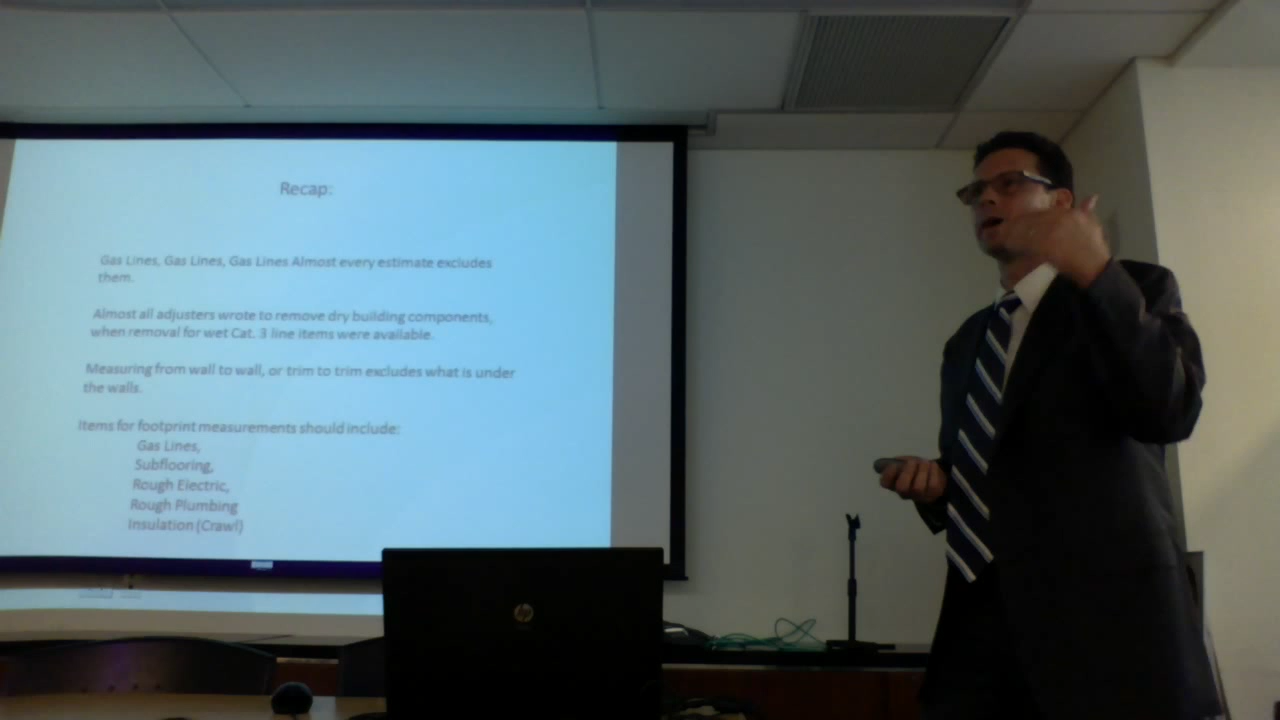 Recap:
Gas Lines, Gas Lines, Gas Lines Almost every estimate excludes
them.
Almost all adjusters wrote to remove dry building components,
when removal for wet Cat. 3 line items were available.
Measuring from wall to wall, or trim to trim excludes what is under
the walls.
Items for footprint measurements should include:
Gas Lines,
Subflooring,
Rough Electric,
Rough Plumbing
Insulation (Crawl)
hp